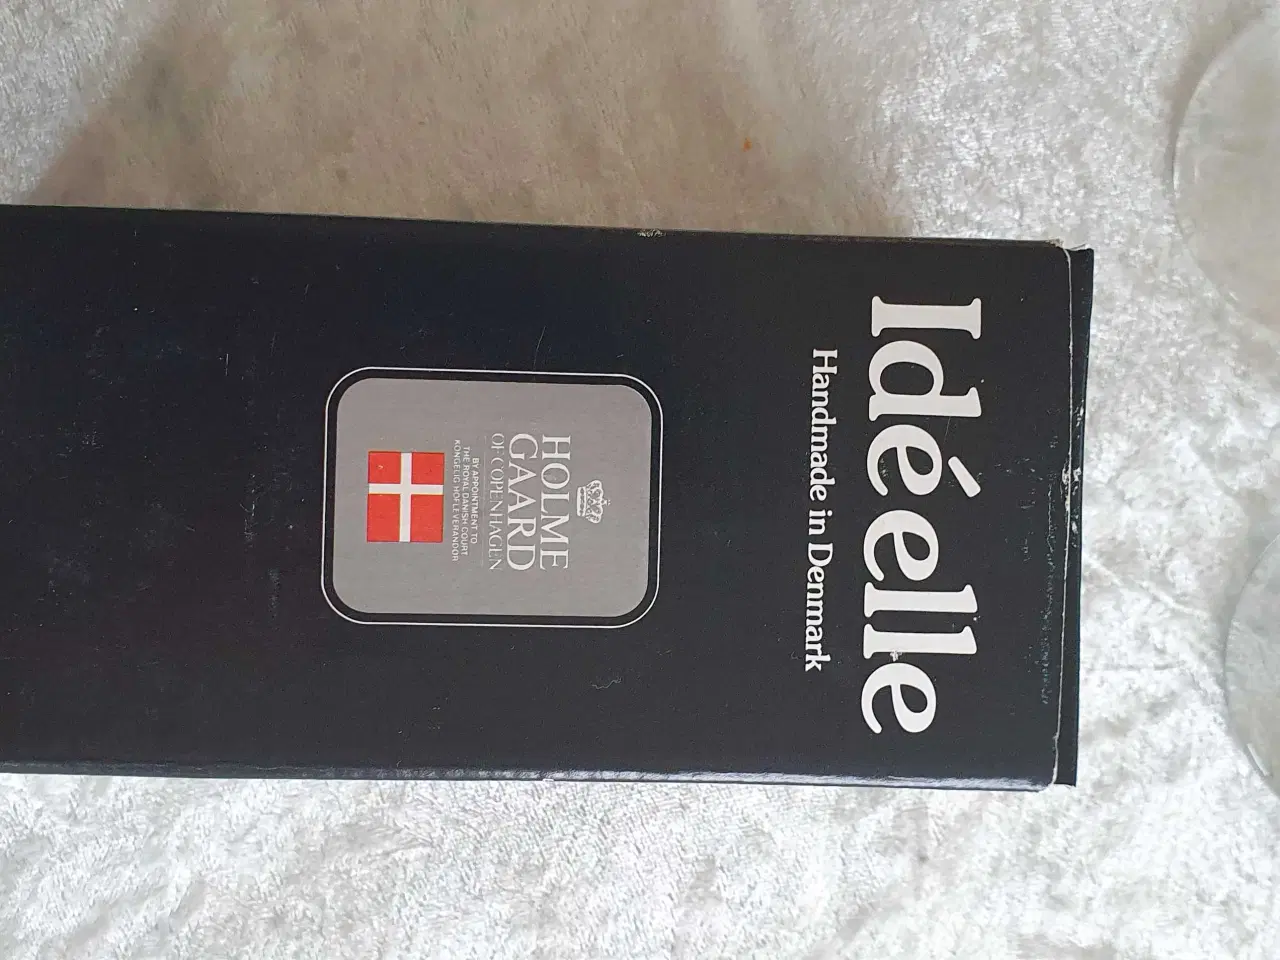 Idéelle
Handmade in Denmark
HOLME
GAARD
OF COPENHAGEN
BY APPOINTMENT TO
THE ROYAL DANISH COURT
KONGELIG HOFLEVERANDØR